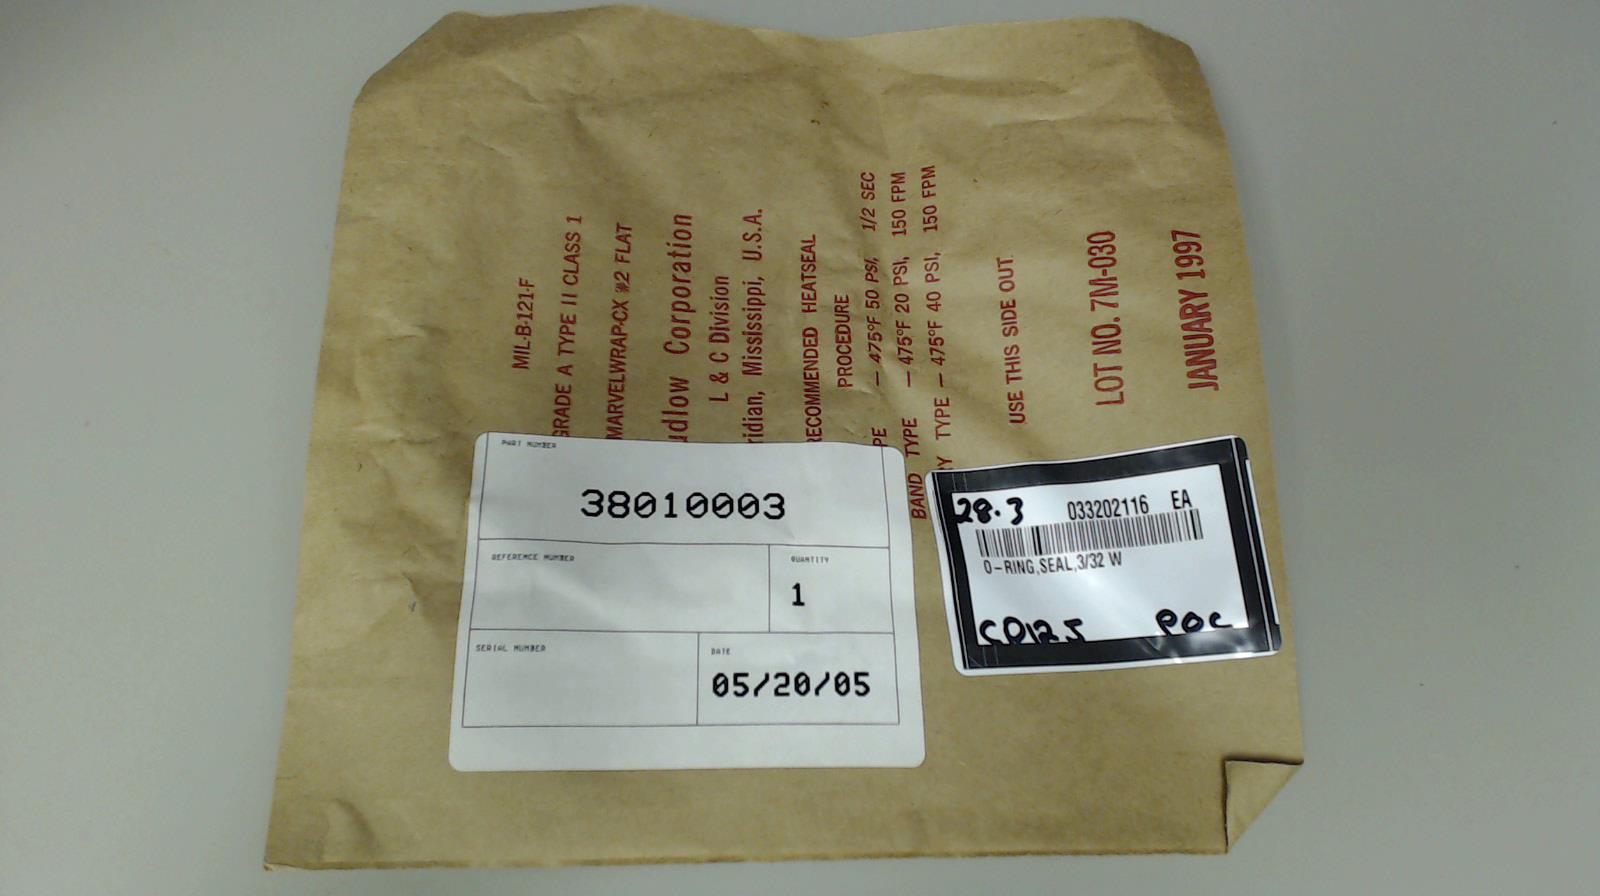 MIL-B-121-F
GRADE A TYPE II CLASS 1
MARVELWRAP-CX #2 FLAT
udlow Corporation
L & C Division
ridian, Mississippi, U.S.A.
RECOMMENDED HEATSEAL
PROCEDURE
PE — 475°F 50 PSI, 1/2 SEC
BAND TYPE — 475°F 20 PSI, 150 FPM
Y TYPE — 475°F 40 PSI, 150 FPM
USE THIS SIDE OUT.
LOT NO. 7M-030
JANUARY 1997
PART NUMBER
38010003
REFERENCE NUMBER
QUANTITY
1
SERIAL NUMBER
DATE
05/20/05
28.3 033202116 EA
O-RING,SEAL,3/32 W
CD125 POC